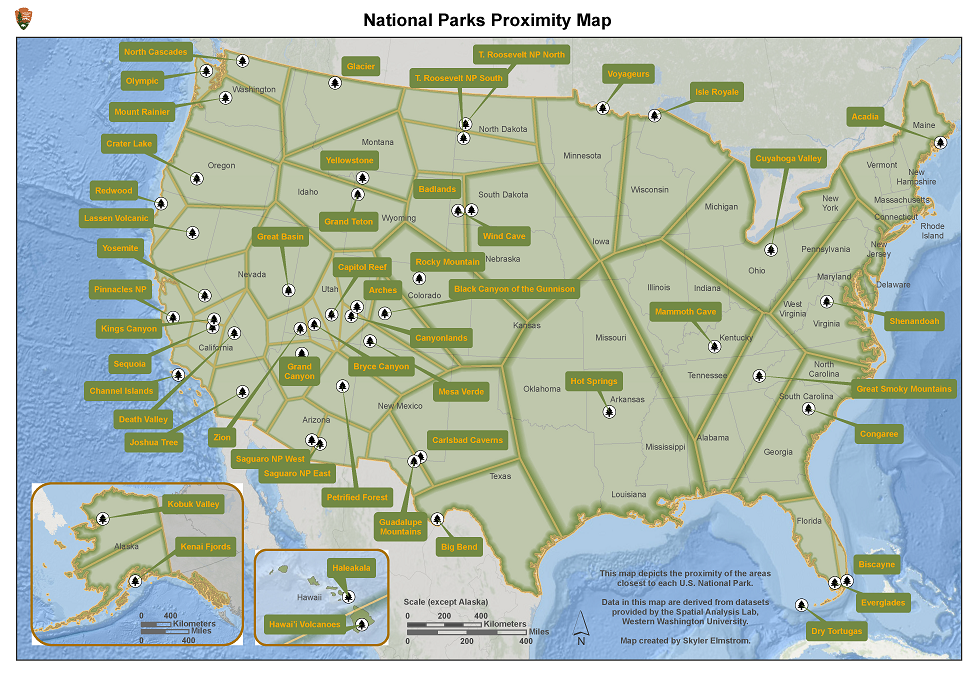 National Parks Proximity Map
North Cascades
Olympic
Mount Rainier
Crater Lake
Redwood
Lassen Volcanic
Yosemite
Pinnacles NP
Kings Canyon
Sequoia
Channel Islands
Death Valley
Joshua Tree
Zion
Glacier
T. Roosevelt NP North
T. Roosevelt NP South
Voyageurs
Isle Royale
Acadia
Cuyahoga Valley
Yellowstone
Grand Teton
Badlands
Wind Cave
Great Basin
Capitol Reef
Rocky Mountain
Arches
Black Canyon of the Gunnison
Canyonlands
Bryce Canyon
Mesa Verde
Grand
Canyon
Mammoth Cave
Hot Springs
Shenandoah
Great Smoky Mountains
Congaree
Carlsbad Caverns
Saguaro NP West
Saguaro NP East
Petrified Forest
Guadalupe
Mountains
Big Bend
Biscayne
Everglades
Dry Tortugas
Kobuk Valley
Kenai Fjords
Haleakala
Hawai'i Volcanoes
Washington
Oregon
Idaho
Montana
North Dakota
South Dakota
Minnesota
Wisconsin
Michigan
Maine
Vermont
New
Hampshire
Massachusetts
Connecticut
Rhode
Island
New
York
Pennsylvania
New
Jersey
Maryland
Delaware
West
Virginia
Virginia
Ohio
Indiana
Illinois
Iowa
Nebraska
Wyoming
Nevada
Utah
Colorado
Kansas
Missouri
Kentucky
Tennessee
North
Carolina
South Carolina
Georgia
Alabama
Mississippi
Arkansas
Oklahoma
New Mexico
Arizona
California
Texas
Louisiana
Florida
Alaska
Hawaii
0 400
Kilometers
Miles
0 400
Scale (except Alaska)
0 200 400
Kilometers
Miles
0 200 400
N
This map depicts the proximity of the areas
closest to each U.S. National Park.
Data in this map are derived from datasets
provided by the Spatial Analysis Lab,
Western Washington University.
Map created by Skyler Elmstrom.